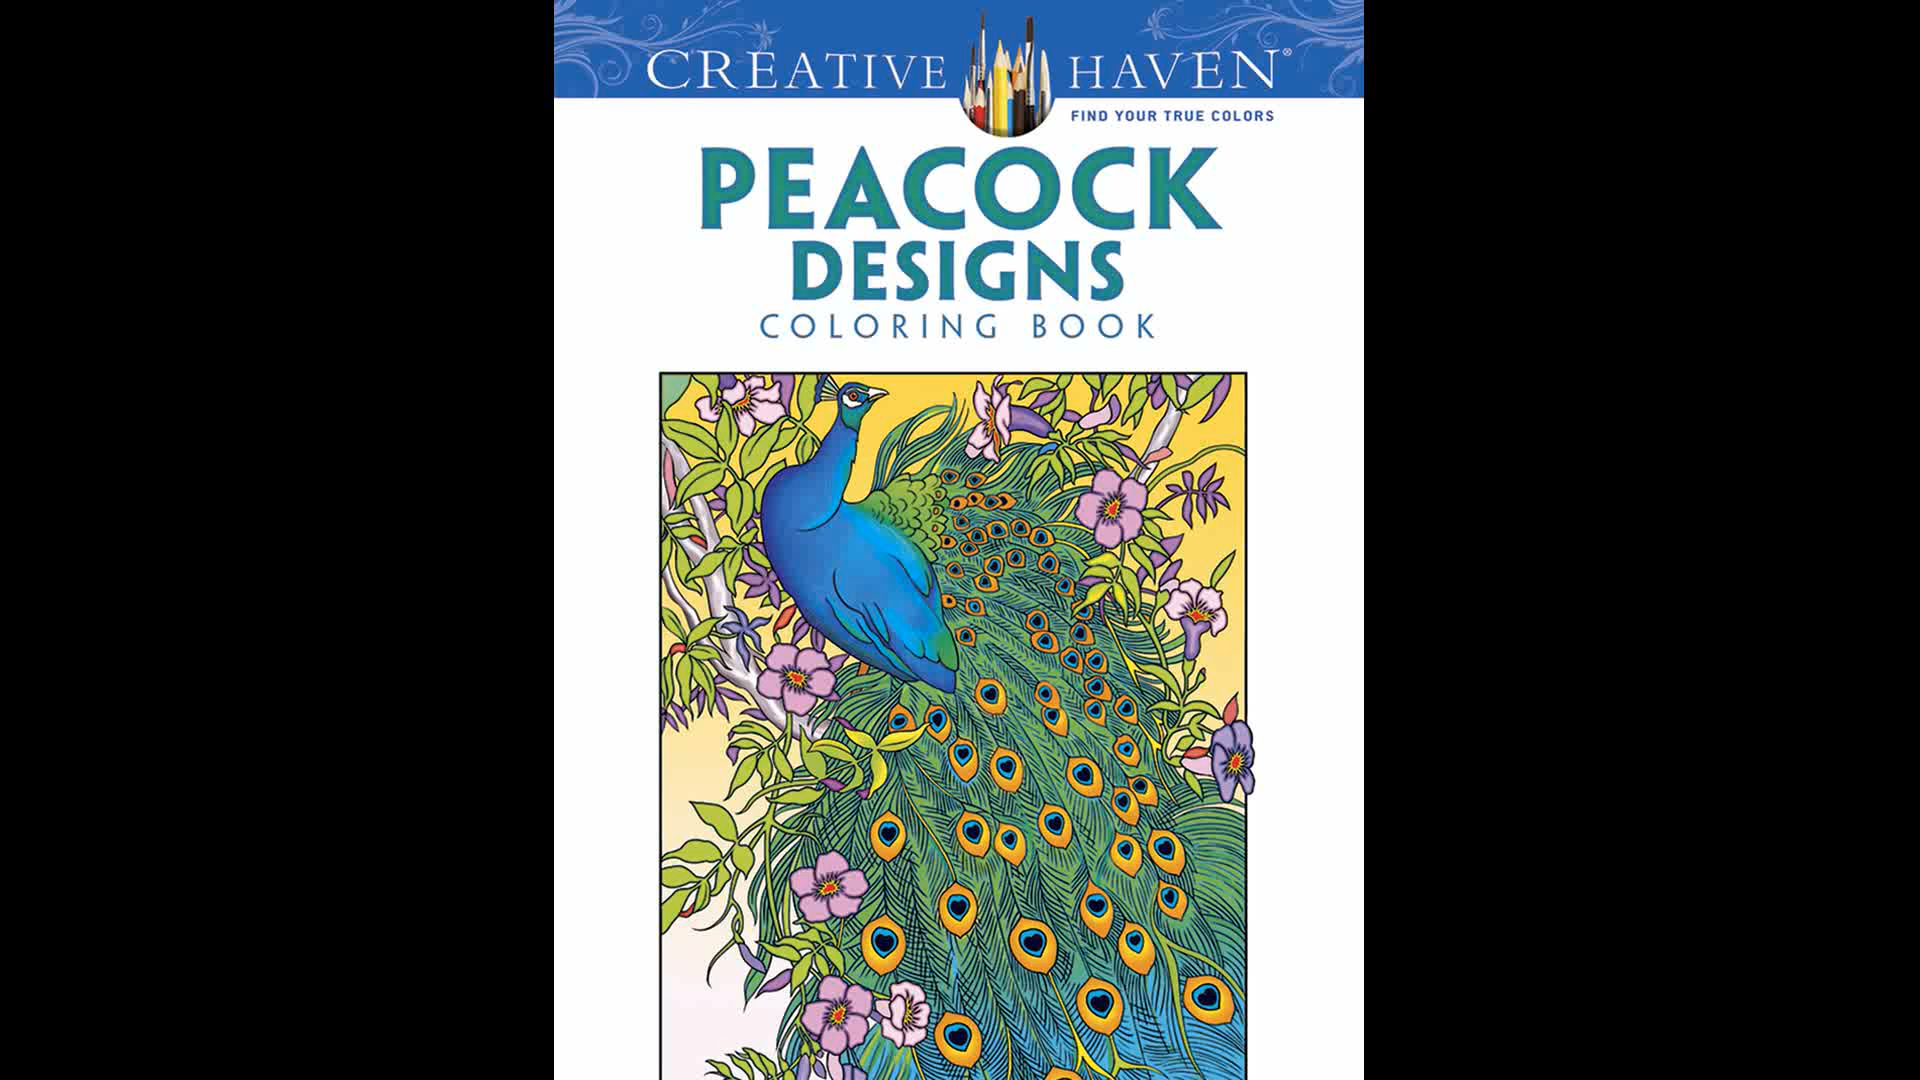 CREATIVE HAVEN®
FIND YOUR TRUE COLORS
PEACOCK
DESIGNS
COLORING BOOK